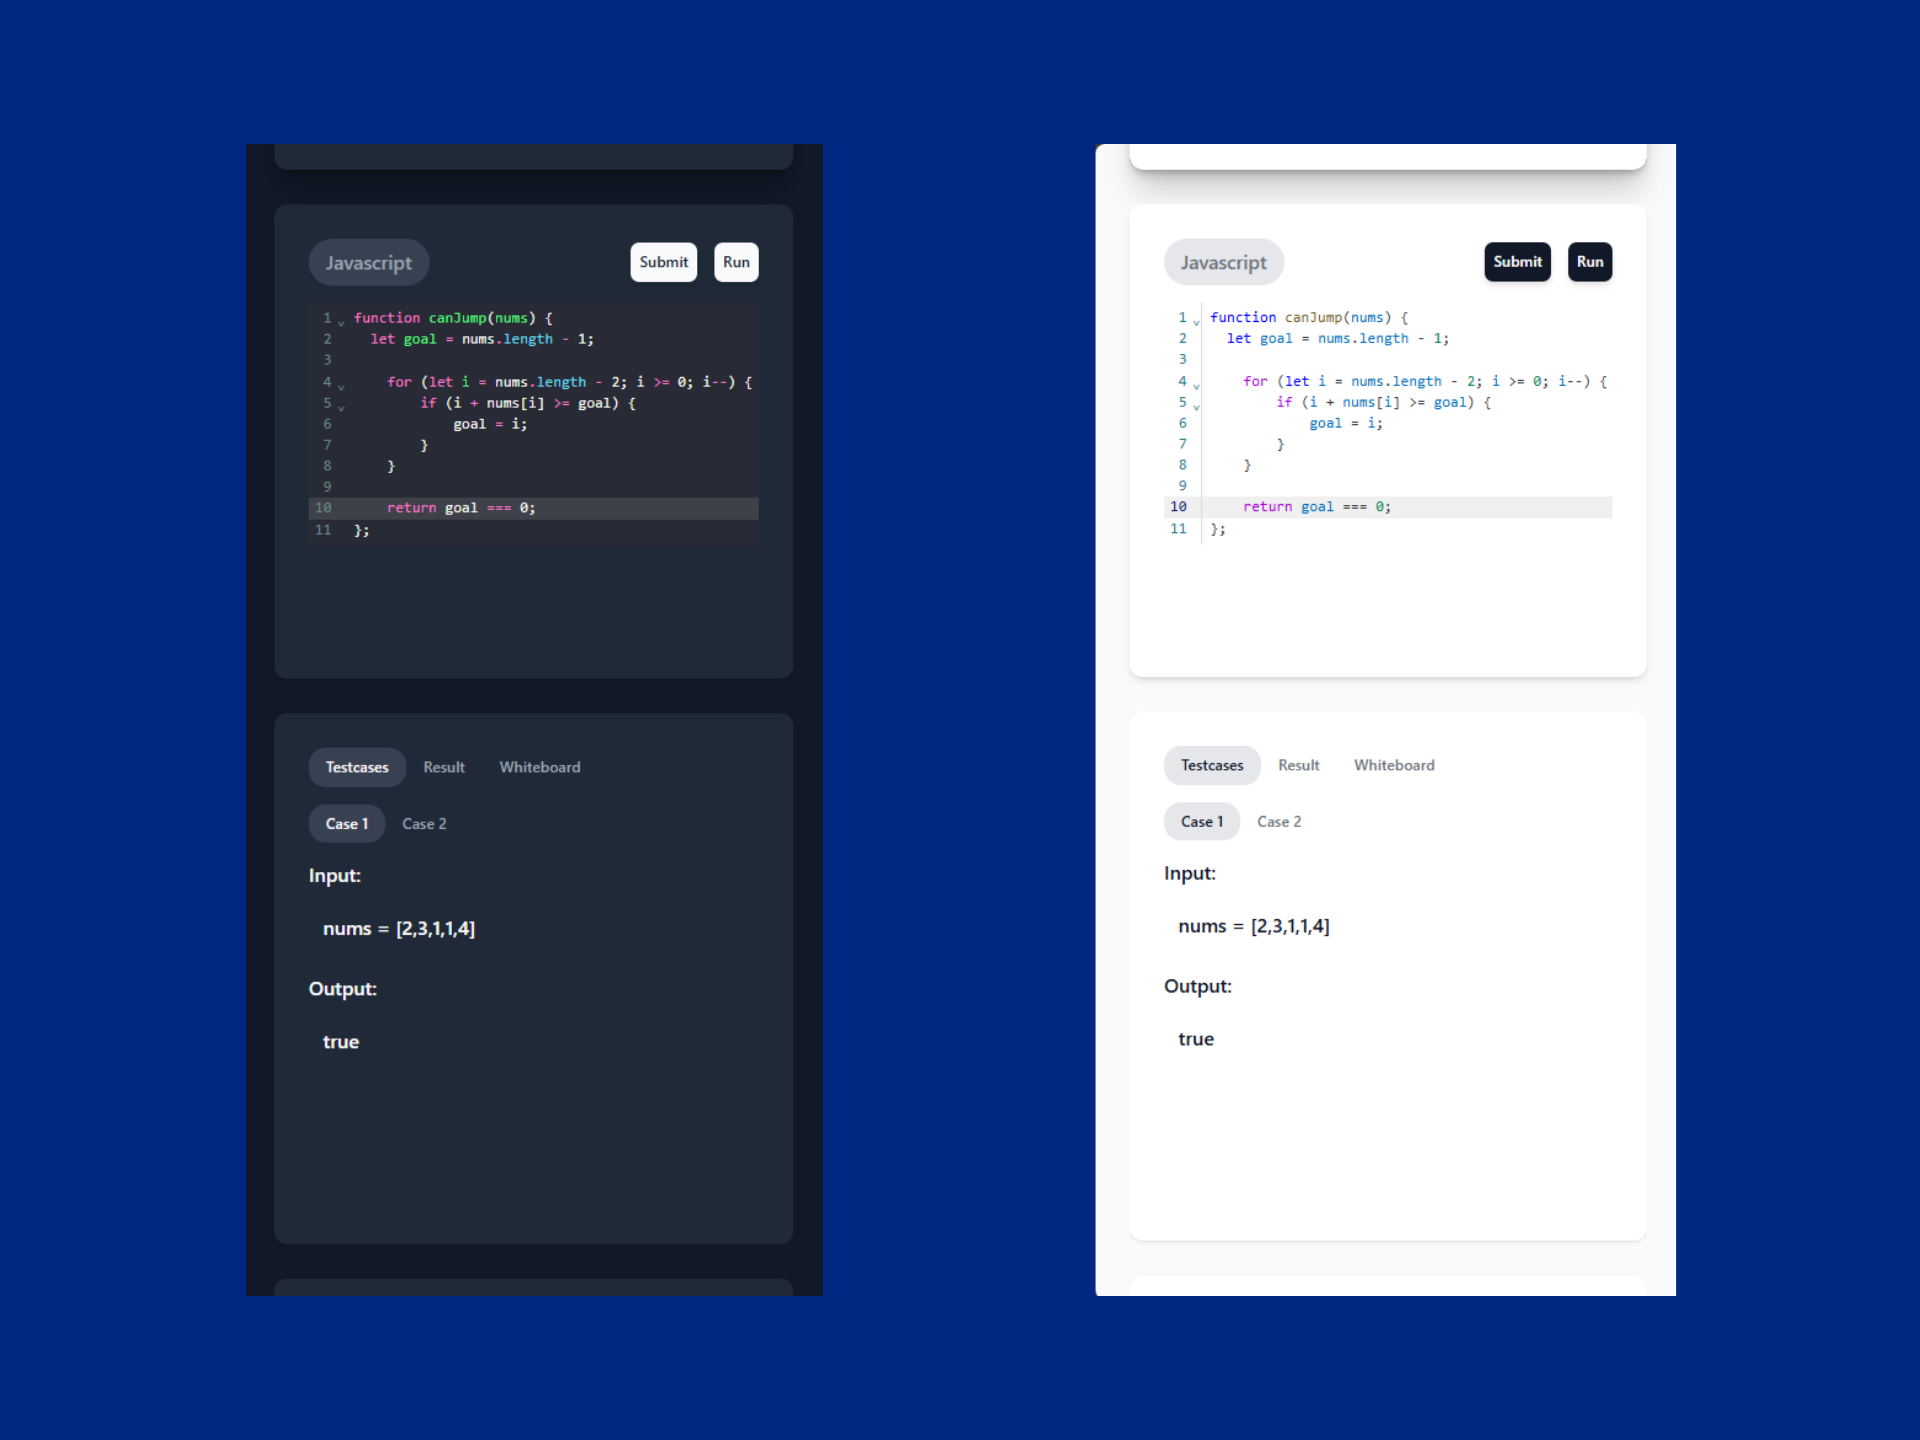 Javascript Submit Run
1 function canJump(nums) {
2 let goal = nums.length - 1;
3
4 for (let i = nums.length - 2; i >= 0; i--) {
5 if (i + nums[i] >= goal) {
6 goal = i;
7 }
8 }
9
10 return goal === 0;
11 };
Testcases Result Whiteboard
Case 1 Case 2
Input:
nums = [2,3,1,1,4]
Output:
true
Javascript Submit Run
1 function canJump(nums) {
2 let goal = nums.length - 1;
3
4 for (let i = nums.length - 2; i >= 0; i--) {
5 if (i + nums[i] >= goal) {
6 goal = i;
7 }
8 }
9
10 return goal === 0;
11 };
Testcases Result Whiteboard
Case 1 Case 2
Input:
nums = [2,3,1,1,4]
Output:
true